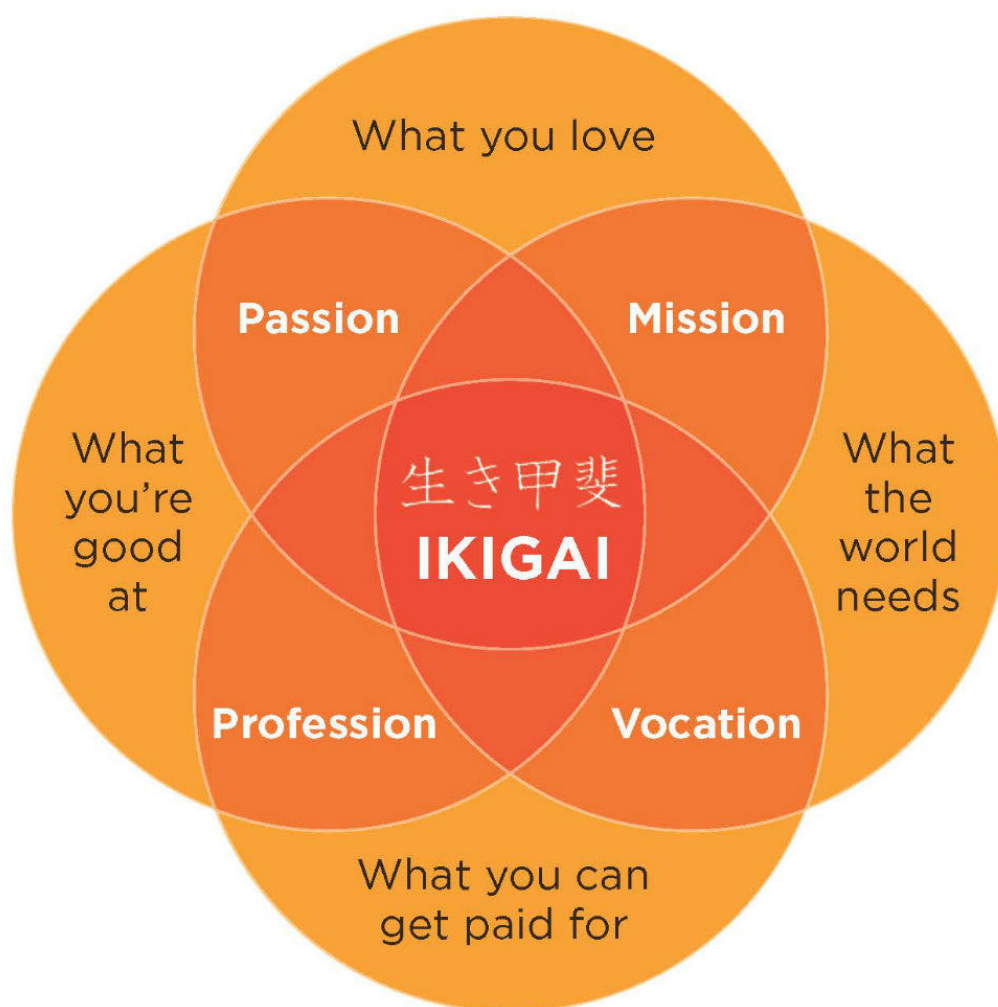 What you love
Passion
Mission
What
you're
good
at
生き甲斐
IKIGAI
What
the
world
needs
Profession
Vocation
What you can
get paid for